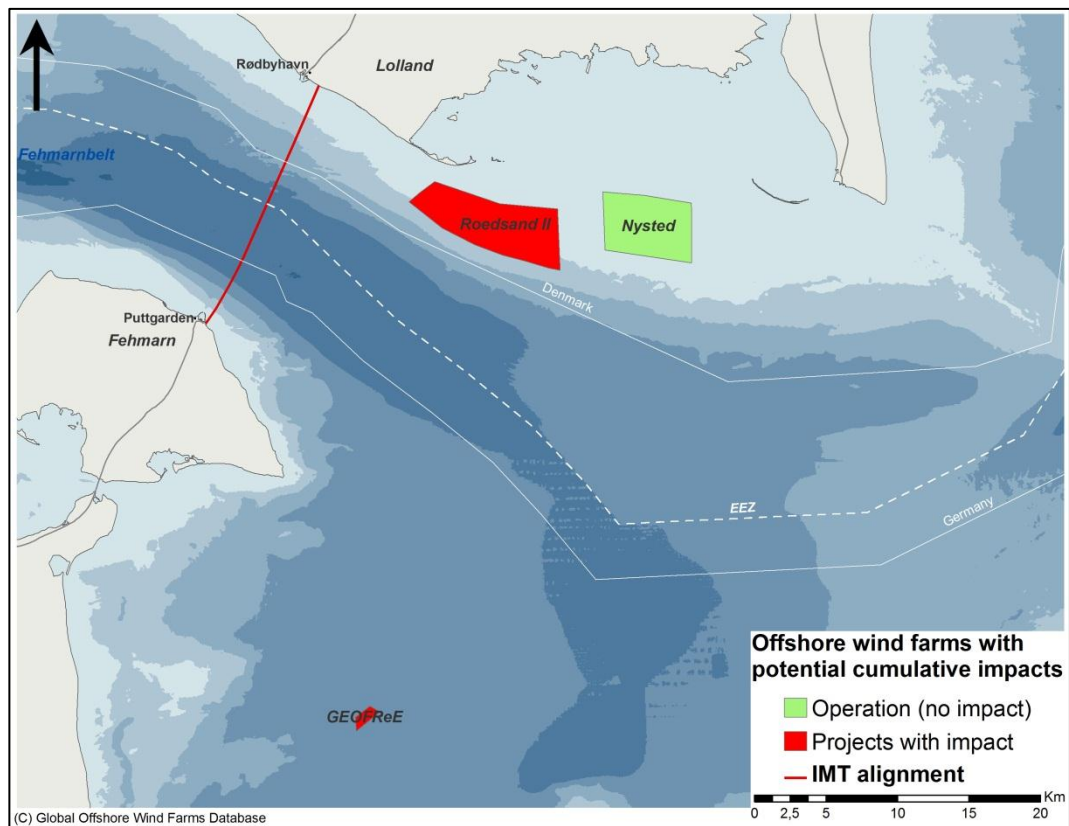 Rødbyhavn
Lolland
Fehmarnbelt
Roedsand II
Nysted
Denmark
Puttgarden
Fehmarn
EEZ
Germany
GEOFReE
Offshore wind farms with
potential cumulative impacts
Operation (no impact)
Projects with impact
IMT alignment
Km
0 2,5 5 10 15 20
(C) Global Offshore Wind Farms Database